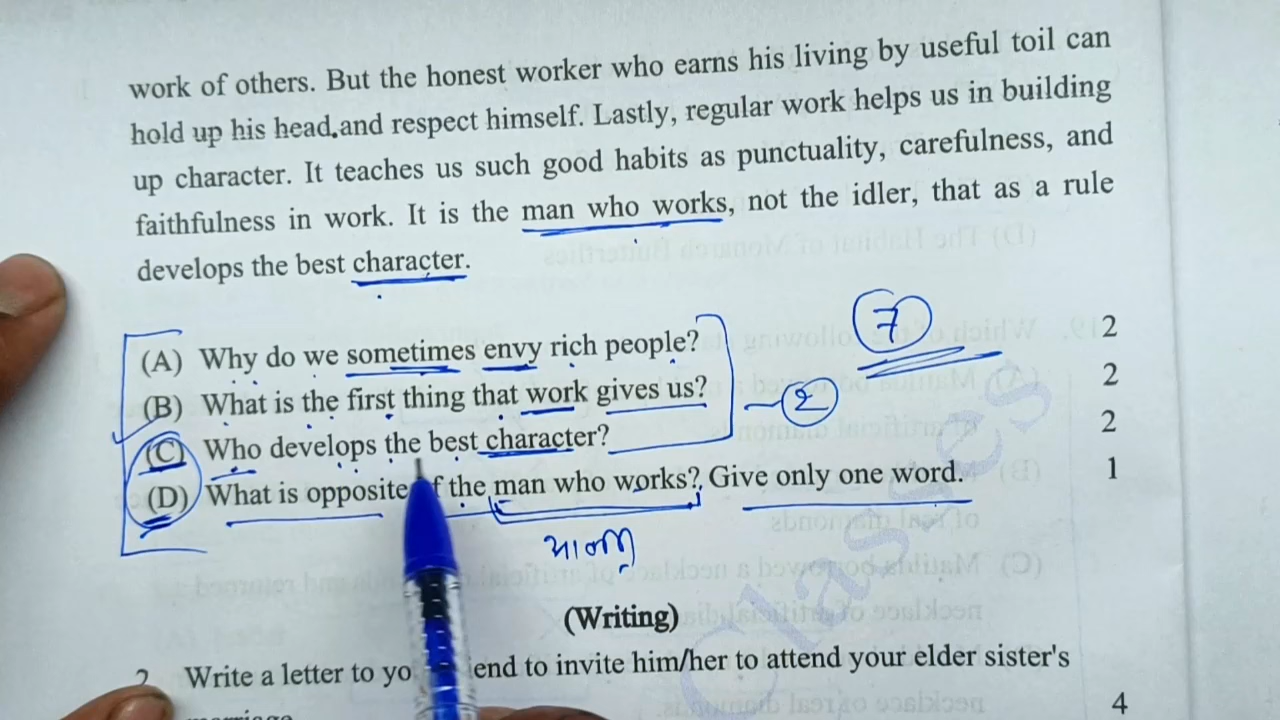 work of others. But the honest worker who earns his living by useful toil can
hold up his head, and respect himself. Lastly, regular work helps us in building
up character. It teaches us such good habits as punctuality, carefulness, and
faithfulness in work. It is the man who works, not the idler, that as a rule
develops the best character.
7
(A) Why do we sometimes envy rich people? 2
(B) What is the first thing that work gives us? 2
2
(C) Who develops the best character? 2
(D) What is opposite the man who works? Give only one word. 1
(Writing)
2 Write a letter to to invite him/her to attend your elder sister's
4
Classes